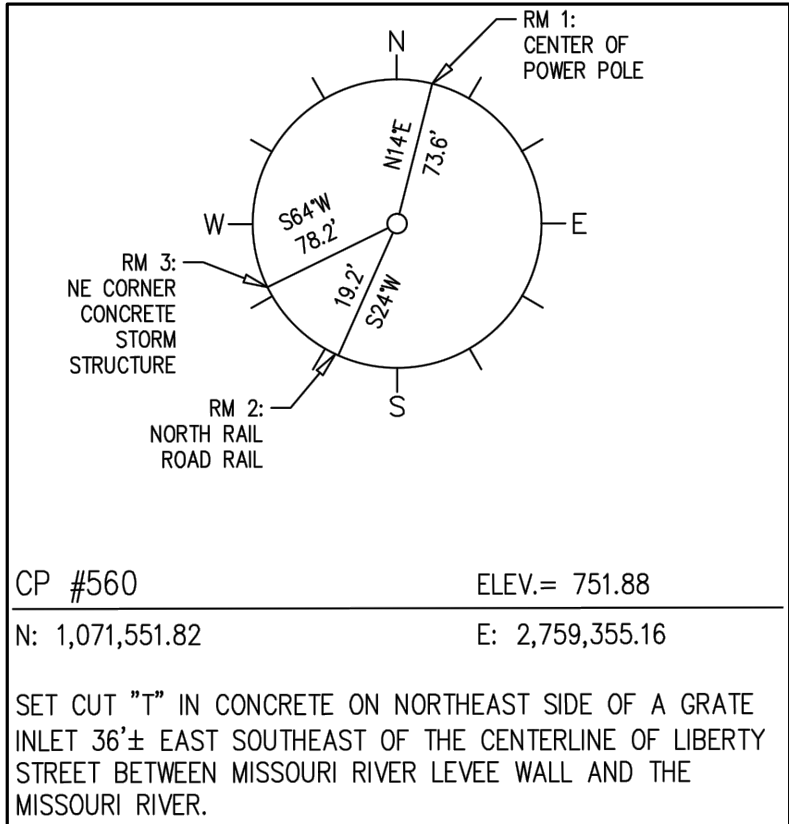 RM 1:
CENTER OF
POWER POLE
N
N14°E
73.6'
W
E
S64°W
78.2'
RM 3:
NE CORNER
CONCRETE
STORM
STRUCTURE
19.2'
S24°W
RM 2:
NORTH RAIL
ROAD RAIL
S
CP #560
ELEV.= 751.88
N: 1,071,551.82
E: 2,759,355.16
SET CUT "T" IN CONCRETE ON NORTHEAST SIDE OF A GRATE
INLET 36'± EAST SOUTHEAST OF THE CENTERLINE OF LIBERTY
STREET BETWEEN MISSOURI RIVER LEVEE WALL AND THE
MISSOURI RIVER.